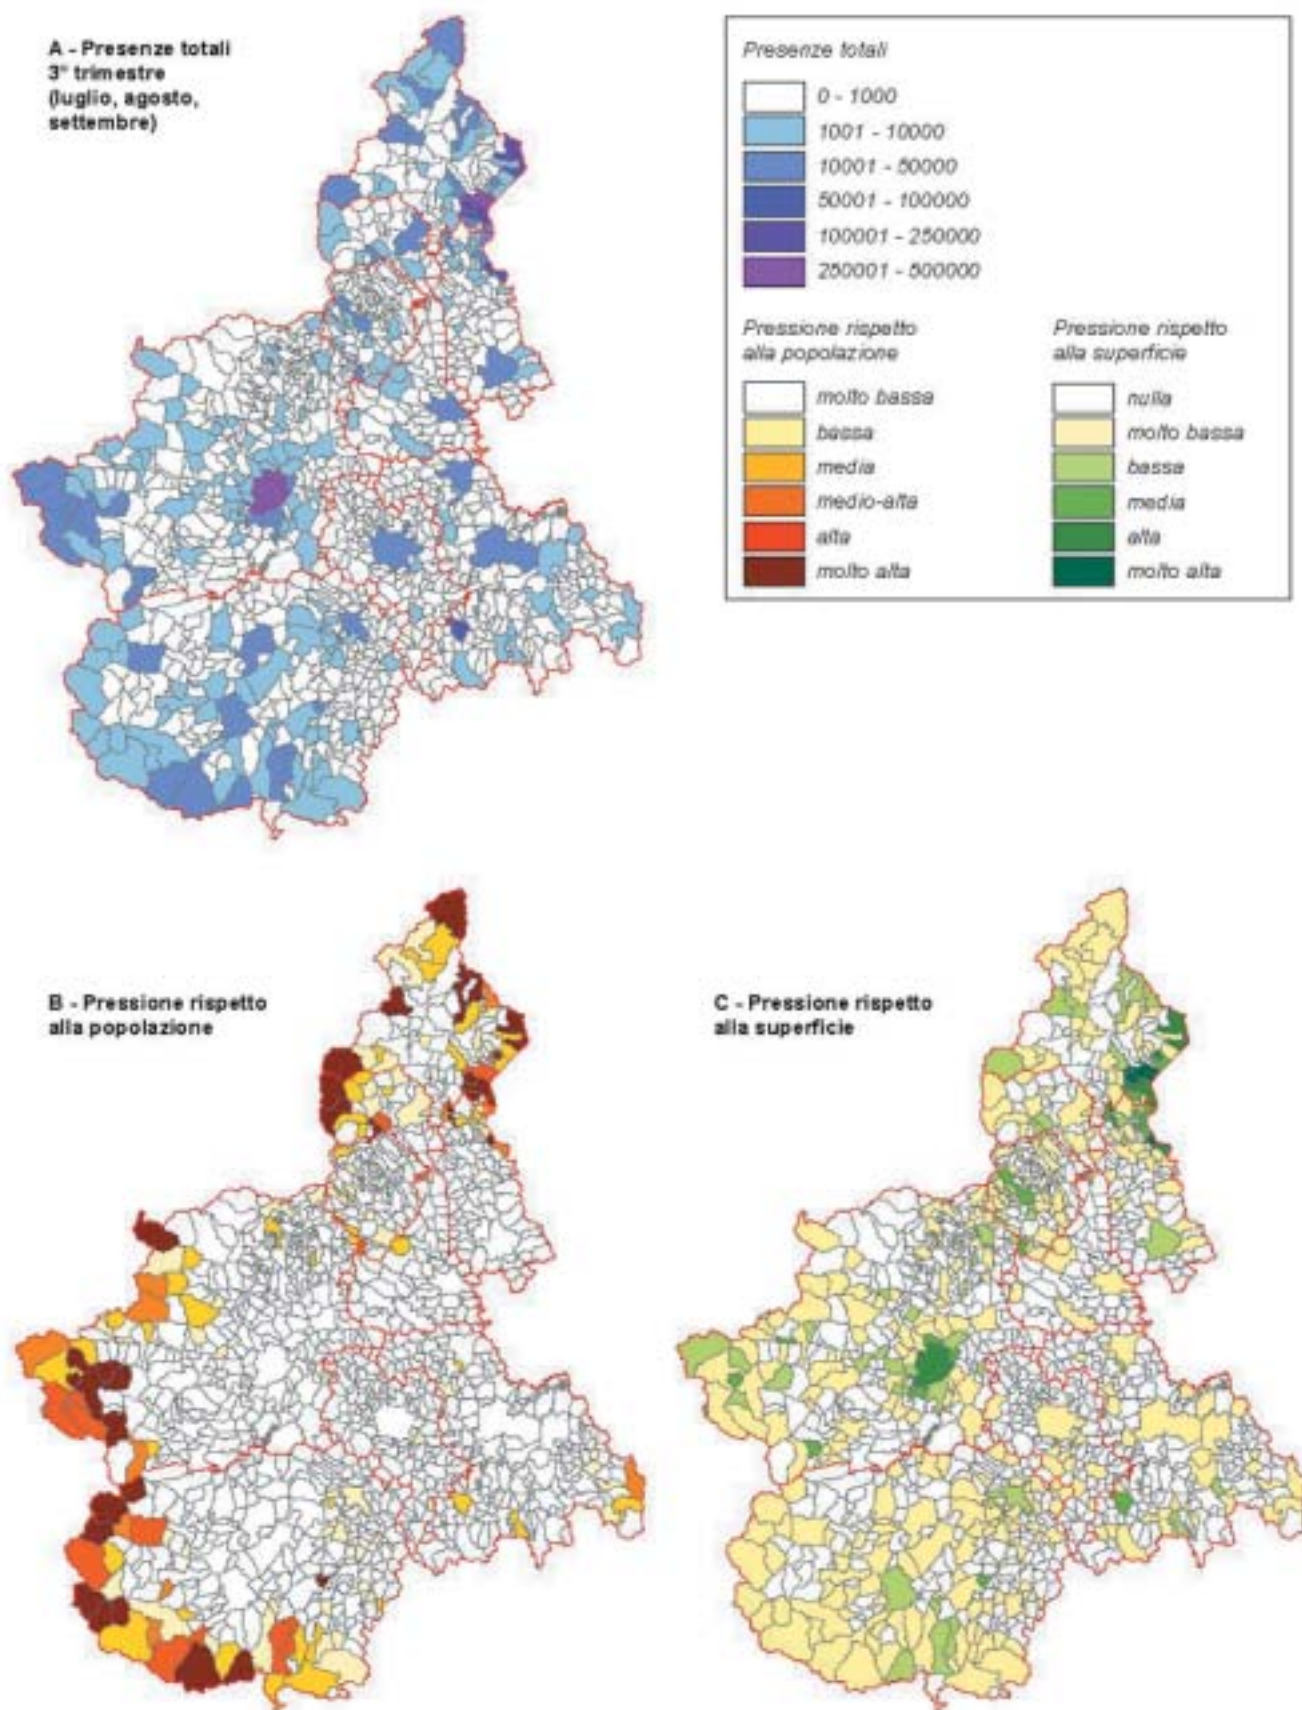 A - Presenze totali
3° trimestre
(luglio, agosto,
settembre)
Presenze totali
0 - 1000
1001 - 10000
10001 - 50000
50001 - 100000
100001 - 250000
250001 - 500000
Pressione rispetto
alla popolazione
molto bassa
bassa
media
medio-alta
alta
molto alta
Pressione rispetto
alla superficie
nulla
molto bassa
bassa
media
alta
molto alta
B - Pressione rispetto
alla popolazione
C - Pressione rispetto
alla superficie